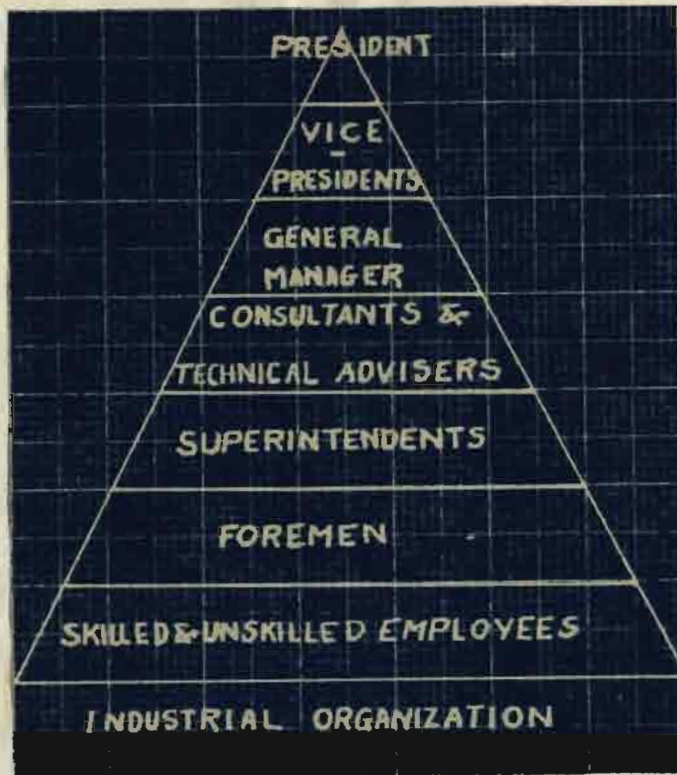 PRESIDENT
VICE
-
PRESIDENTS
GENERAL
MANAGER
CONSULTANTS &
TECHNICAL ADVISERS
SUPERINTENDENTS
FOREMEN
SKILLED & UNSKILLED EMPLOYEES
INDUSTRIAL ORGANIZATION